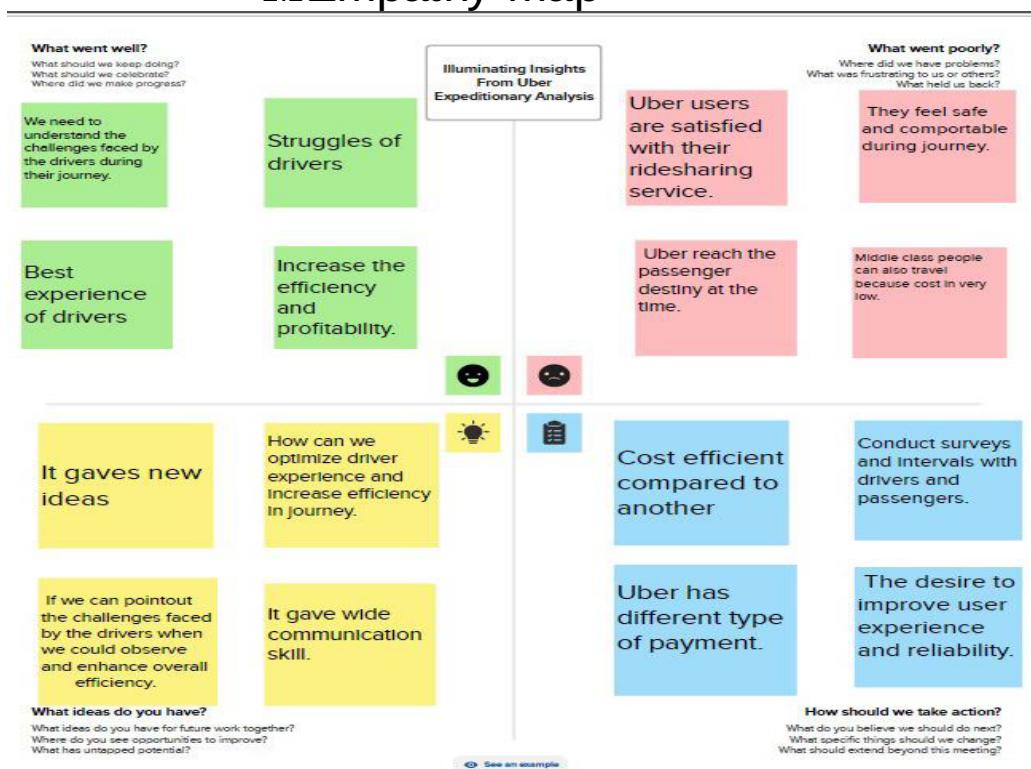 Empathy Map
What went well?
What should we keep doing?
What should we celebrate?
Where did we make progress?
Illuminating Insights
From Uber
Expeditionary Analysis
What went poorly?
Where did we have problems?
What was frustrating to us or others?
What held us back?
We need to
understand the
challenges faced by
the drivers during
their journey.
Struggles of
drivers
Uber users
are satisfied
with their
ridesharing
service.
They feel safe
and comportable
during journey.
Best
experience
of drivers
Increase the
efficiency
and
profitability.
Uber reach the
passenger
destiny at the
time.
Middle class people
can also travel
because cost in very
low.
It gaves new
ideas
How can we
optimize driver
experience and
increase efficiency
in journey.
Cost efficient
compared to
another
Conduct surveys
and intervals with
drivers and
passengers.
If we can pointout
the challenges faced
by the drivers when
we could observe
and enhance overall
efficiency.
It gave wide
communication
skill.
Uber has
different type
of payment.
The desire to
improve user
experience
and reliability.
What ideas do you have?
What ideas do you have for future work together?
Where do you see opportunities to improve?
What has untapped potential?
How should we take action?
What do you believe we should do next?
What specific things should we change?
What should extend beyond this meeting?
See an example